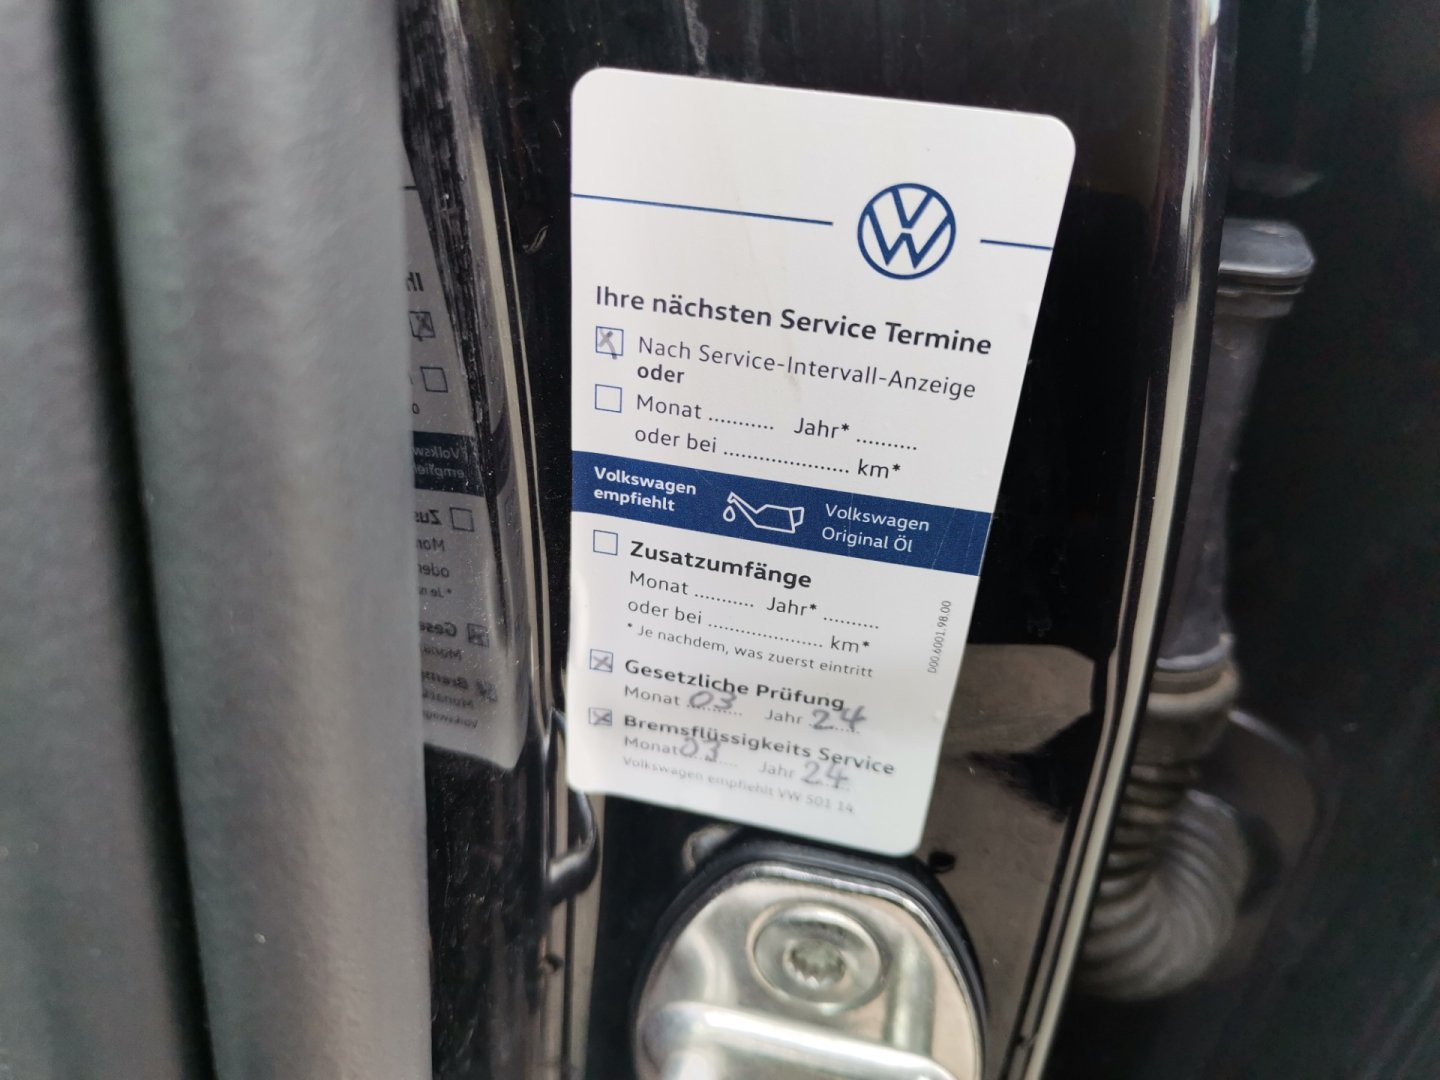 Ihre nächsten Service Termine
Nach Service-Intervall-Anzeige
oder
Monat ........... Jahr* ..........
oder bei ..................... km*
Volkswagen
empfiehlt
Volkswagen
Original Öl
Zusatzumfänge
Monat .......... Jahr* ..........
oder bei .................... km*
* Je nachdem, was zuerst eintritt
Gesetzliche Prüfung
Monat 03 Jahr 24
Bremsflüssigkeits Service
Monat 03 Jahr 24
Volkswagen empfiehlt VW 501 14
D00.6001.98.00